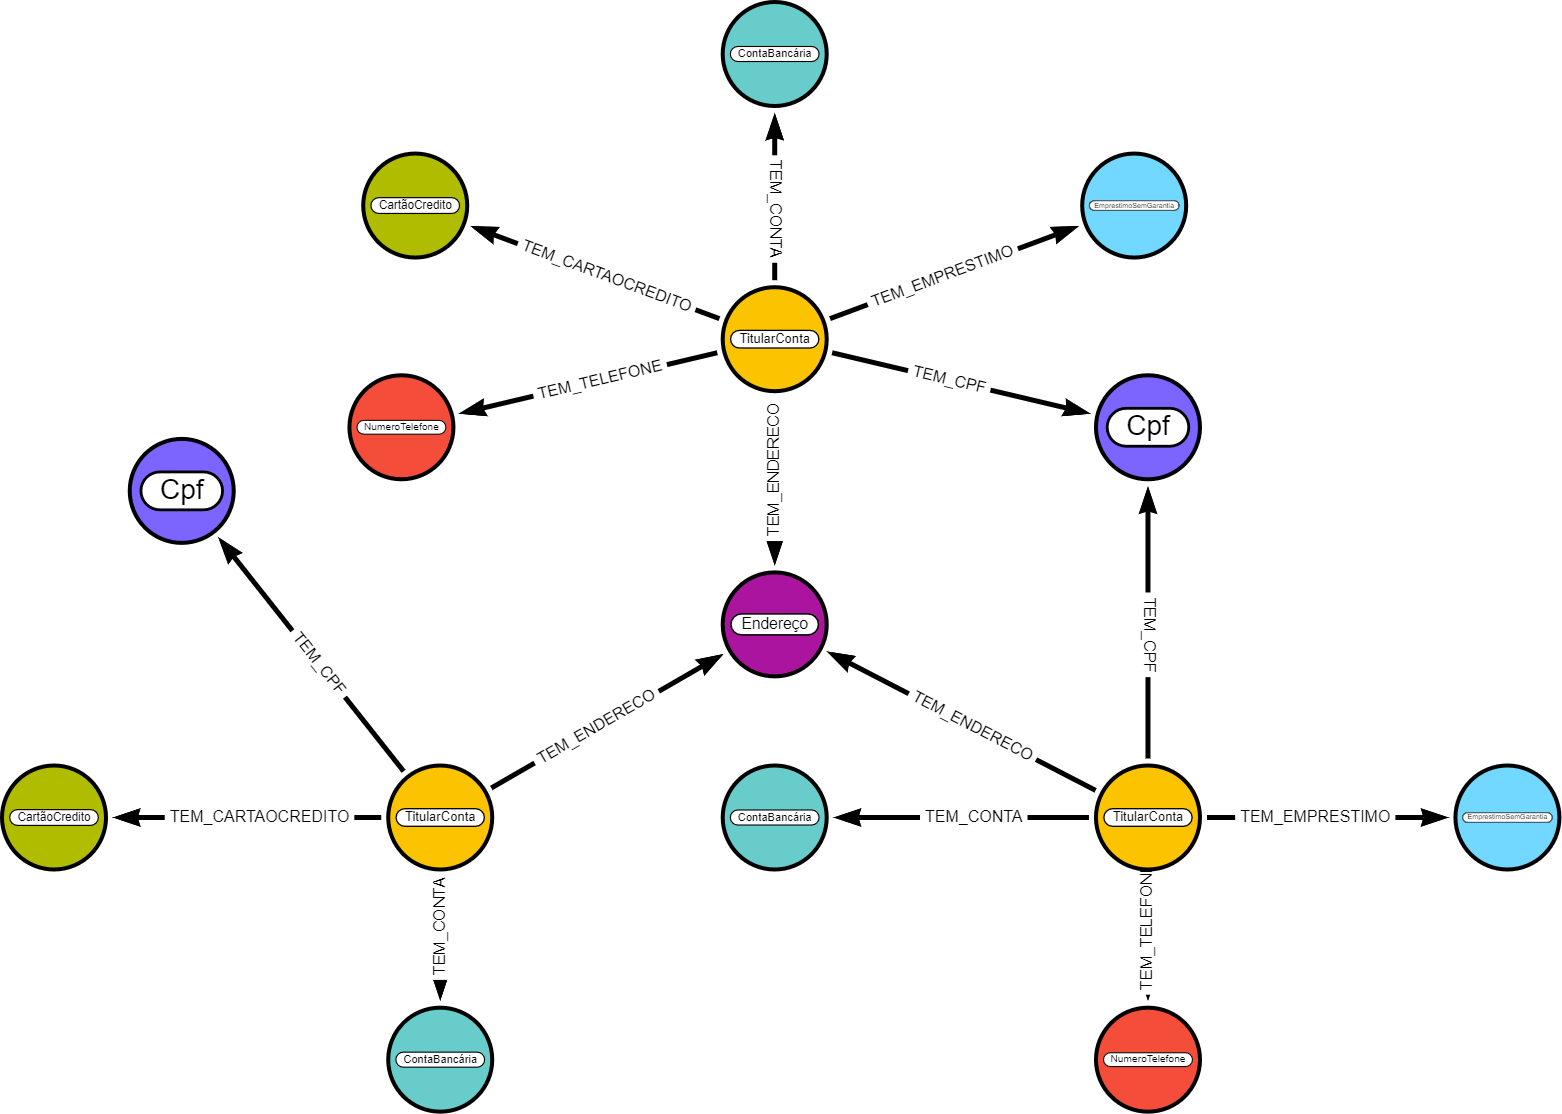 ContaBancária
TEM_CONTA
CartãoCredito
EmprestimoSemGarantia
TEM_CARTAOCREDITO
TEM_EMPRESTIMO
TitularConta
TEM_TELEFONE
TEM_CPF
NumeroTelefone
Cpf
TEM_ENDERECO
Cpf
Endereço
TEM_CPF
TEM_CPF
TEM_ENDERECO
TEM_ENDERECO
CartãoCredito
TEM_CARTAOCREDITO
TitularConta
ContaBancária
TEM_CONTA
TitularConta
TEM_EMPRESTIMO
EmprestimoSemGarantia
TEM_CONTA
TEM_TELEFON
ContaBancária
NumeroTelefone